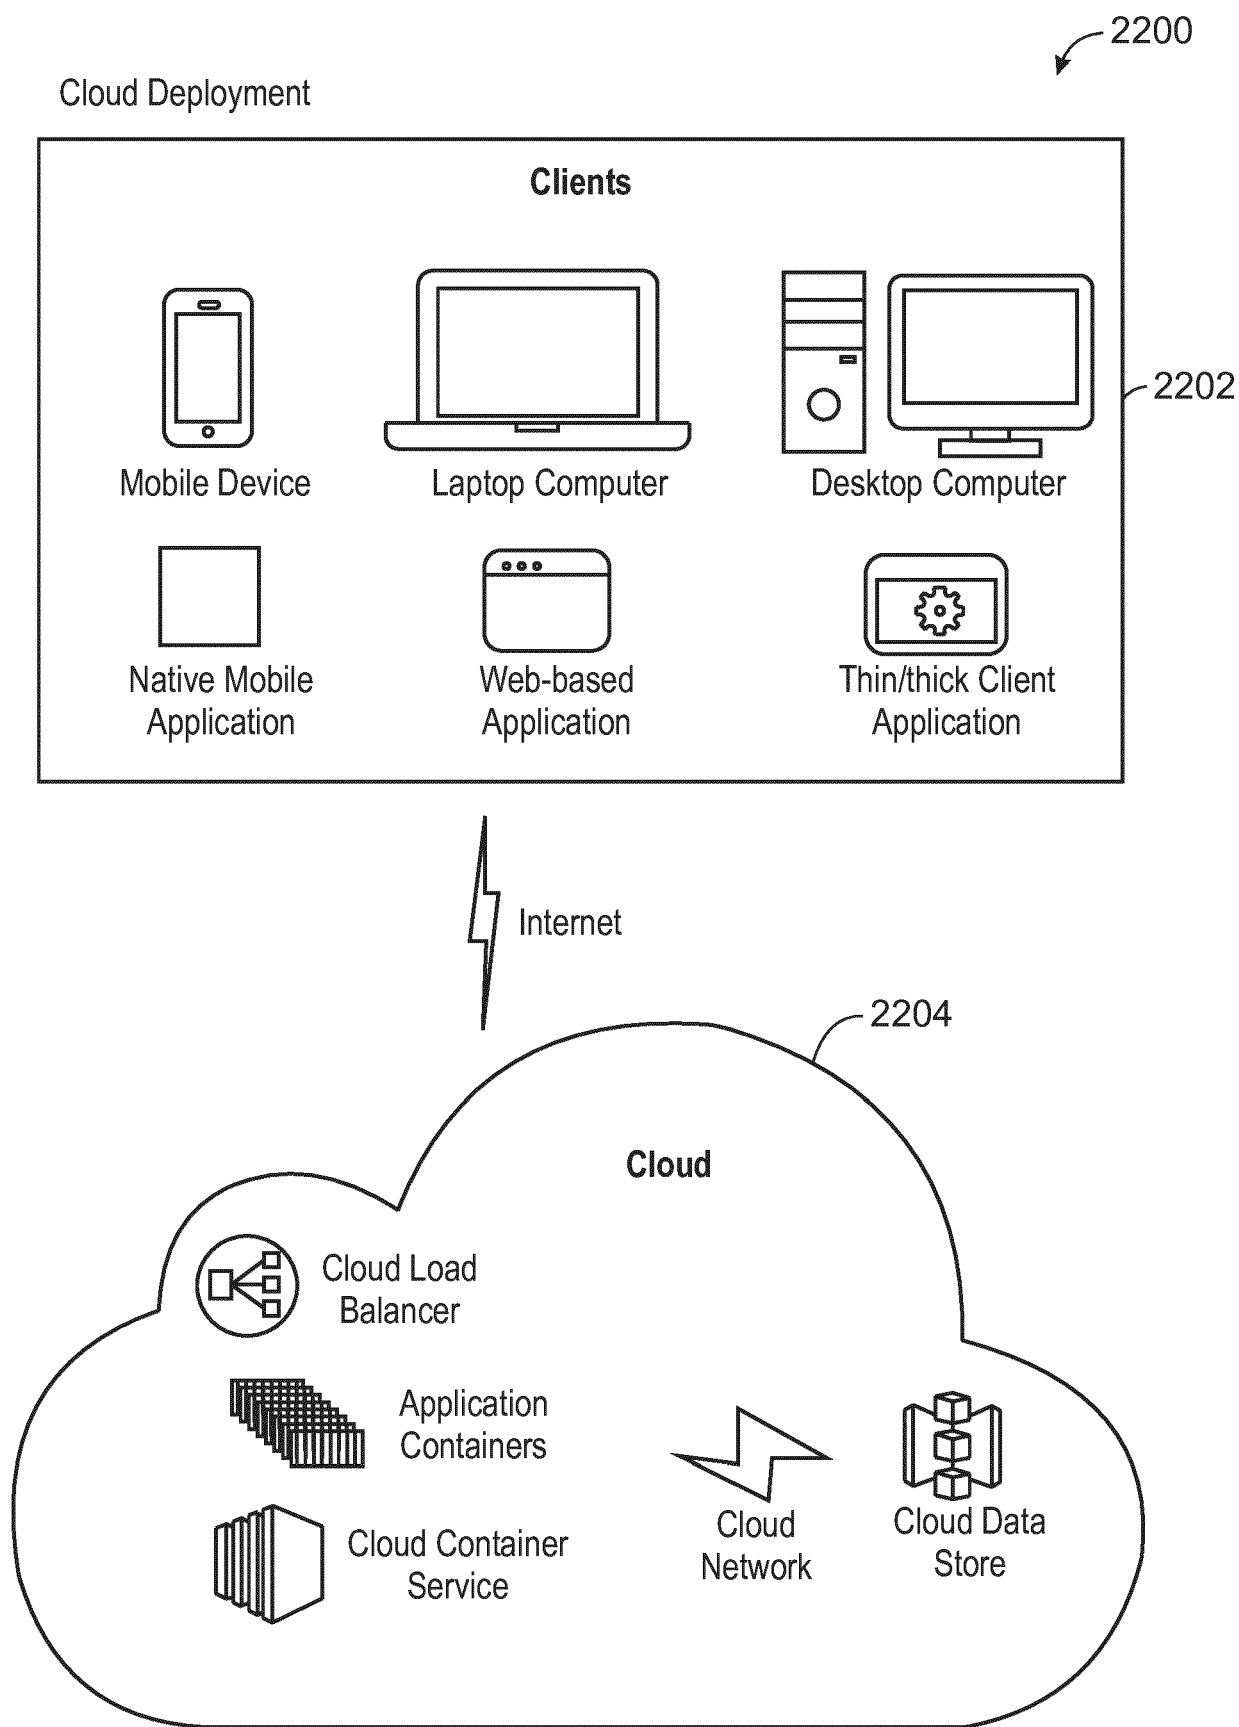 2200
Cloud Deployment
Clients
2202
Mobile Device
Laptop Computer
Desktop Computer
Native Mobile
Application
Web-based
Application
Thin/thick Client
Application
Internet
2204
Cloud
Cloud Load
Balancer
Application
Containers
Cloud Container
Service
Cloud
Network
Cloud Data
Store